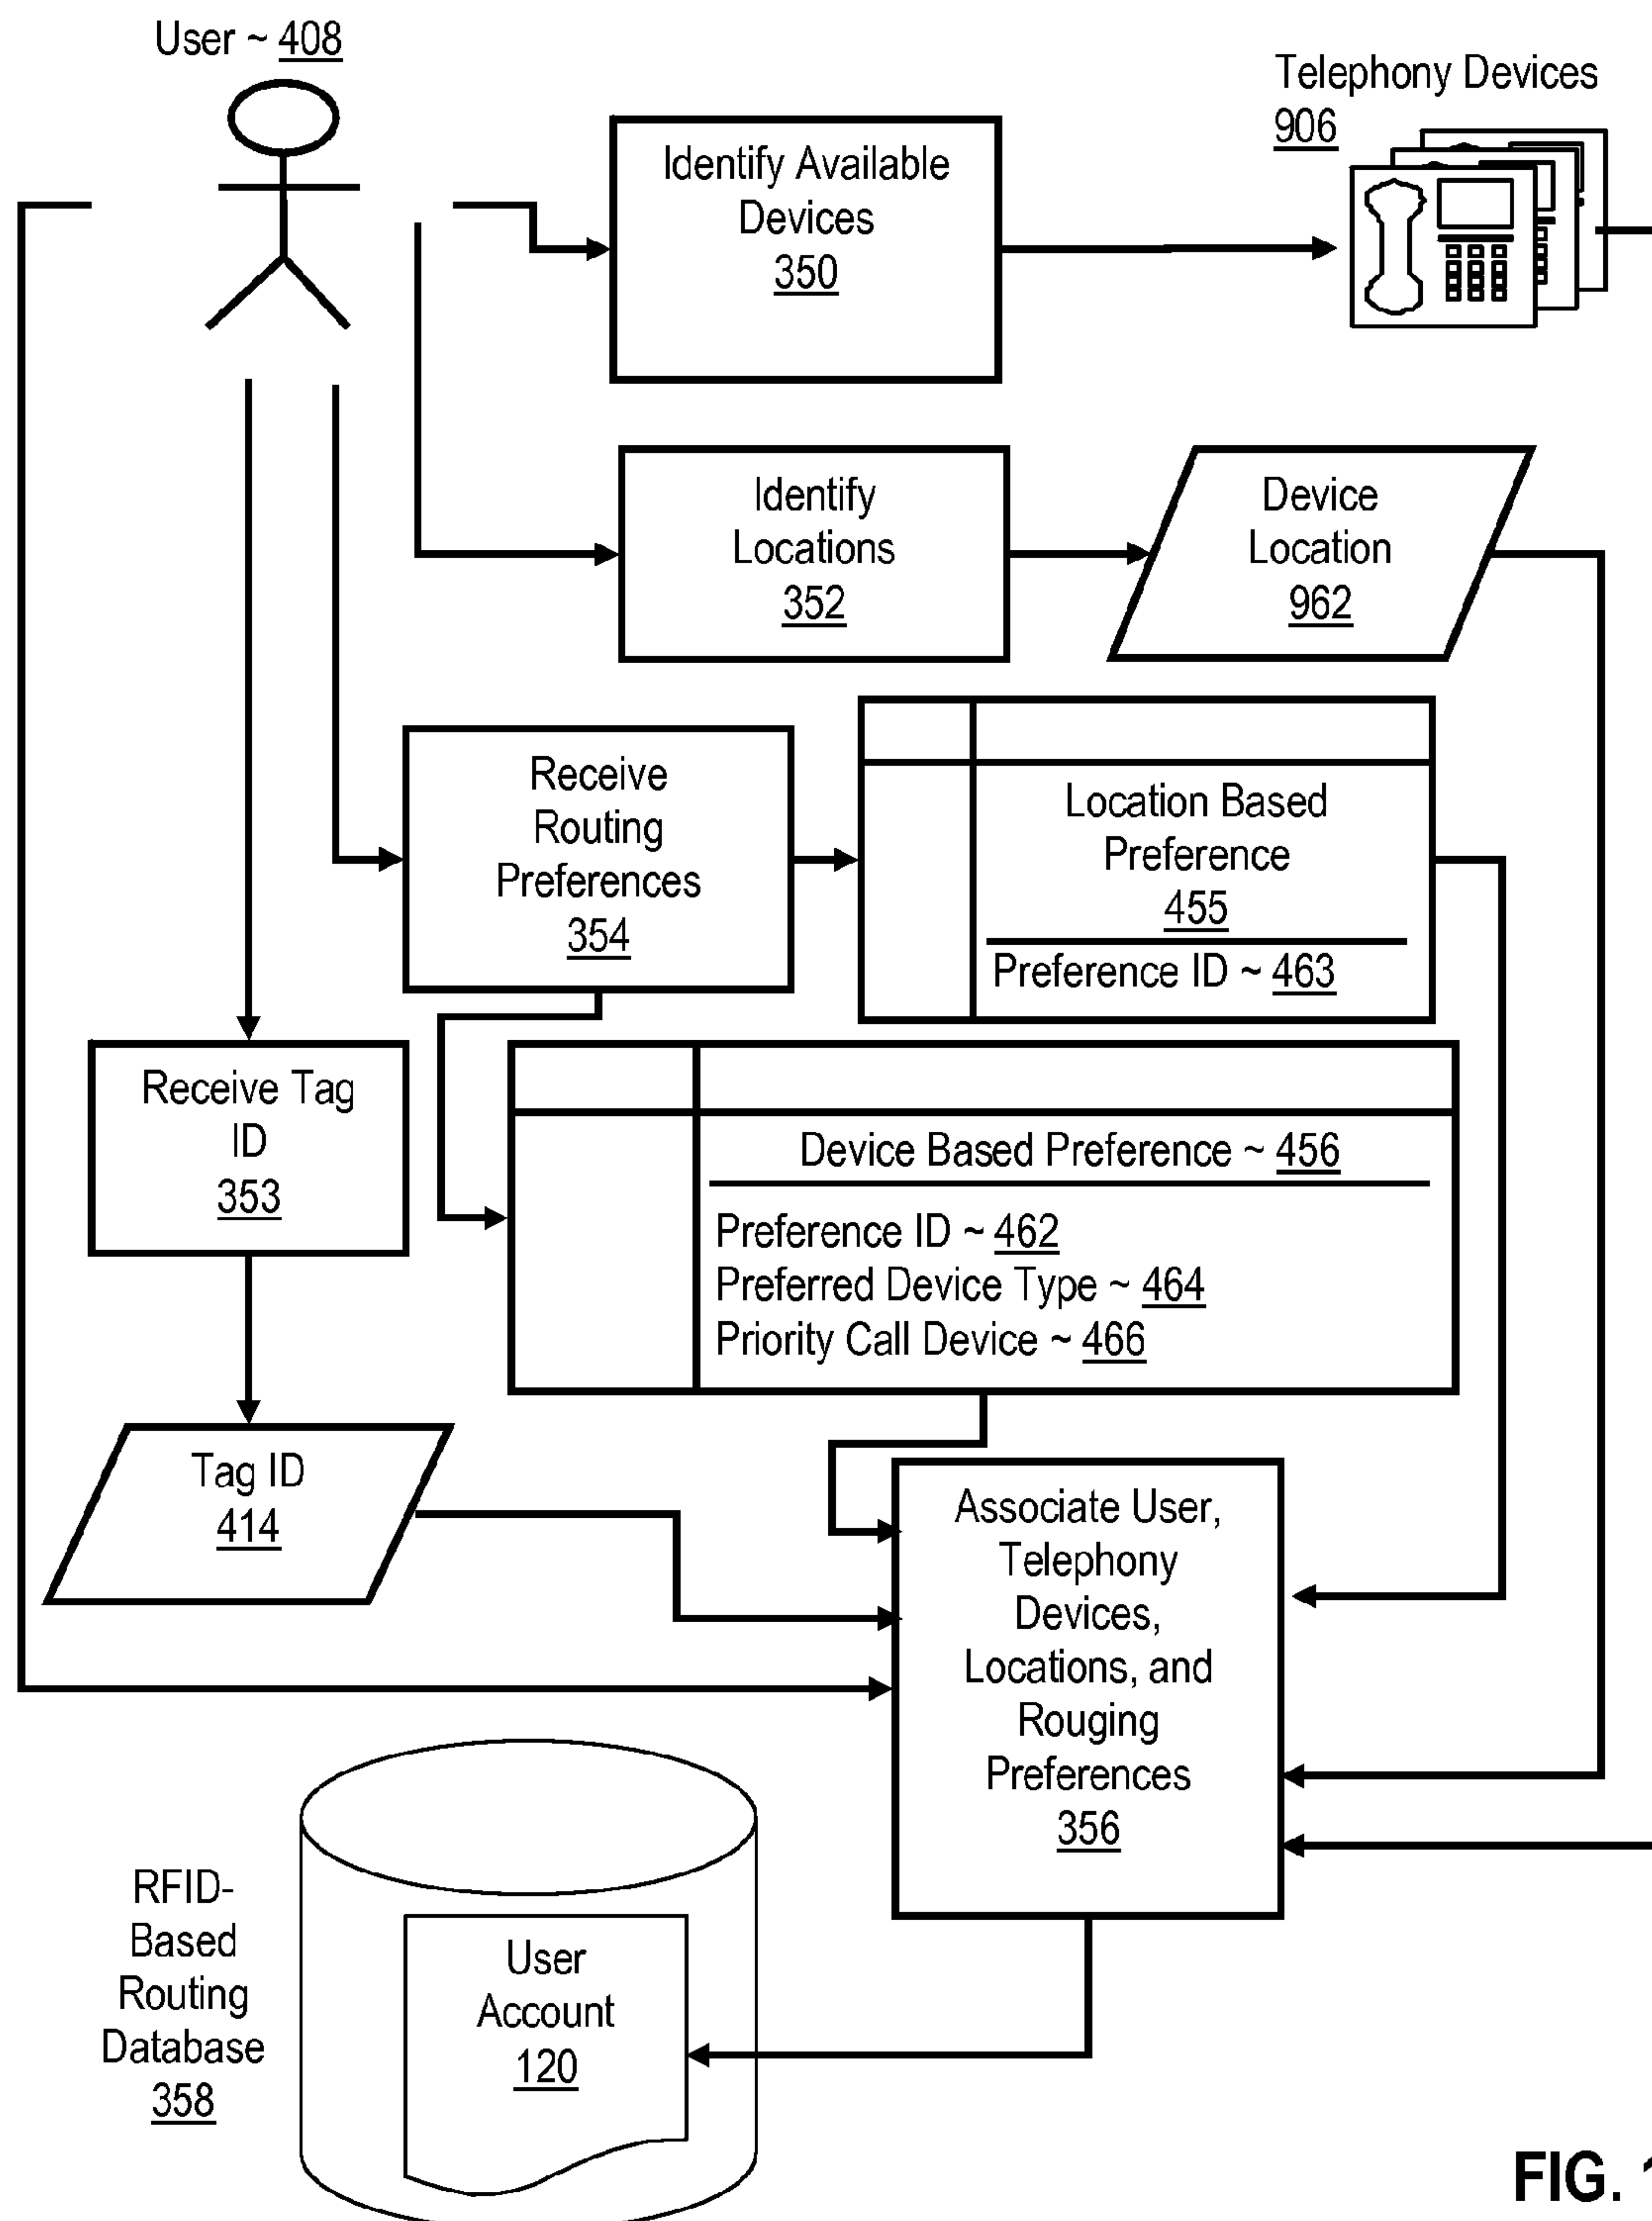 User ~ 408
Telephony Devices
906
Identify Available
Devices
350
Identify
Locations
352
Device
Location
962
Receive
Routing
Preferences
354
Location Based
Preference
455
Preference ID ~ 463
Receive Tag
ID
353
Device Based Preference ~ 456
Preference ID ~ 462
Preferred Device Type ~ 464
Priority Call Device ~ 466
Tag ID
414
Associate User,
Telephony
Devices,
Locations, and
Rouging
Preferences
356
RFID-
Based
Routing
Database
358
User
Account
120
FIG. 1